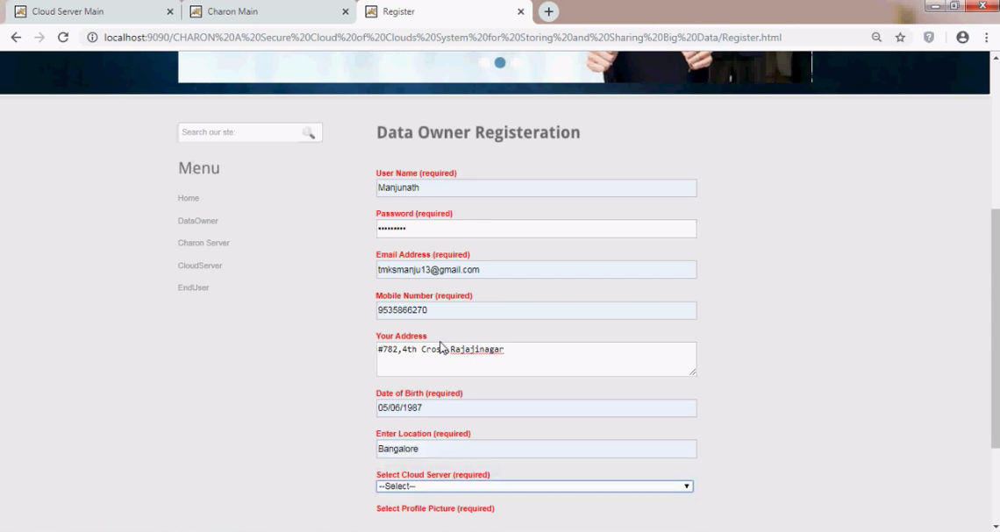 Cloud Server Main
Charon Main
Register
localhost:9090/CHARON%20A%20Secure%20Cloud%20of%20Clouds%20System%20for%20Storing%20and%20Sharing%20Big%20Data/Register.html
Search our ste:
Menu
Home
DataOwner
Charon Server
CloudServer
EndUser
Data Owner Registeration
User Name (required)
Manjunath
Password (required)
•••••••••
Email Address (required)
tmksmanju13@gmail.com
Mobile Number (required)
9535866270
Your Address
#782,4th Cross,Rajajinagar
Date of Birth (required)
05/06/1987
Enter Location (required)
Bangalore
Select Cloud Server (required)
--Select--
Select Profile Picture (required)